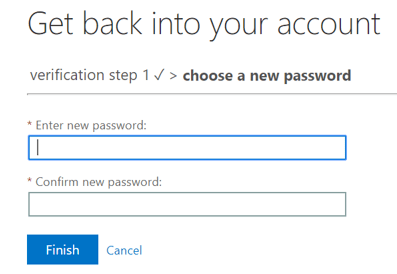 Get back into your account
verification step 1 ✓ > choose a new password
* Enter new password:
* Confirm new password:
Finish Cancel